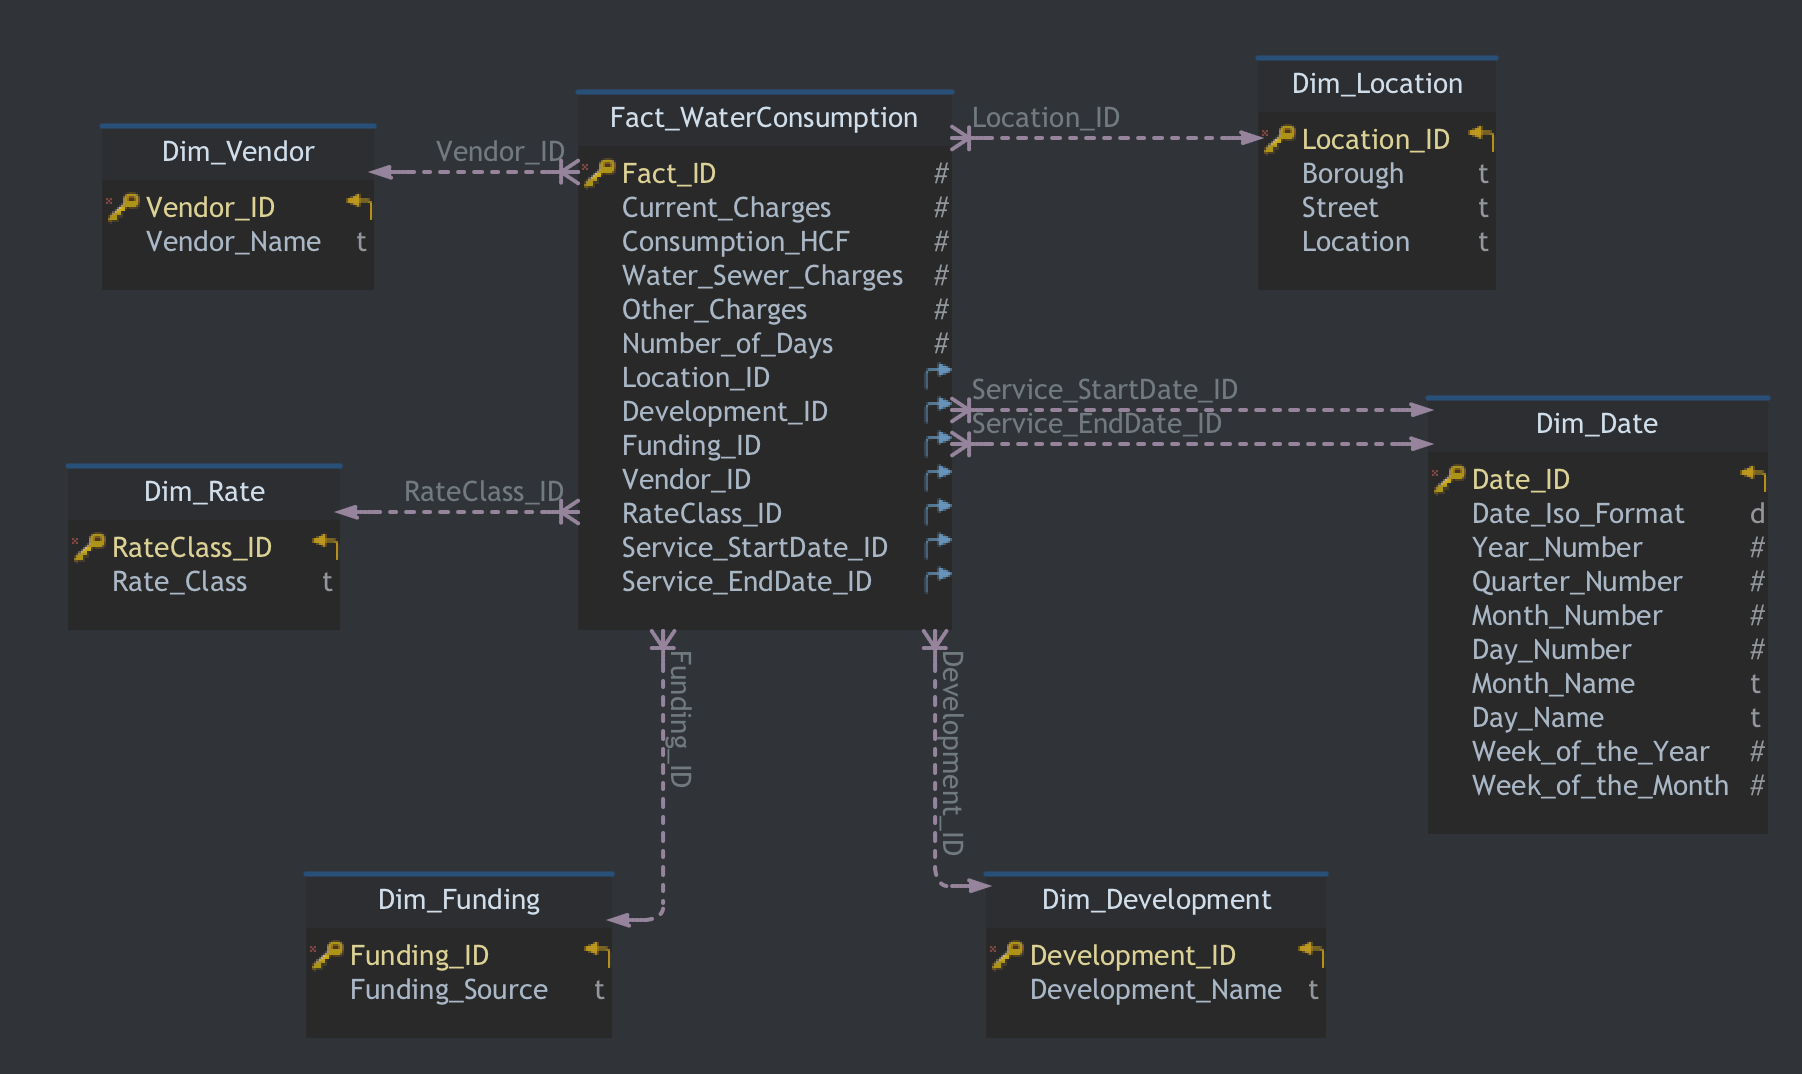 Dim_Vendor
Vendor_ID
Vendor_Name t
Vendor_ID
Fact_WaterConsumption
Fact_ID #
Current_Charges #
Consumption_HCF #
Water_Sewer_Charges #
Other_Charges #
Number_of_Days #
Location_ID
Development_ID
Funding_ID
Vendor_ID
RateClass_ID
Service_StartDate_ID
Service_EndDate_ID
Location_ID
Dim_Location
Location_ID
Borough t
Street t
Location t
Service_StartDate_ID
Service_EndDate_ID
Dim_Date
Date_ID
Date_Iso_Format d
Year_Number #
Quarter_Number #
Month_Number #
Day_Number #
Month_Name t
Day_Name t
Week_of_the_Year #
Week_of_the_Month #
Dim_Rate
RateClass_ID
Rate_Class t
RateClass_ID
Funding_ID
Development_ID
Dim_Funding
Funding_ID
Funding_Source t
Dim_Development
Development_ID
Development_Name t